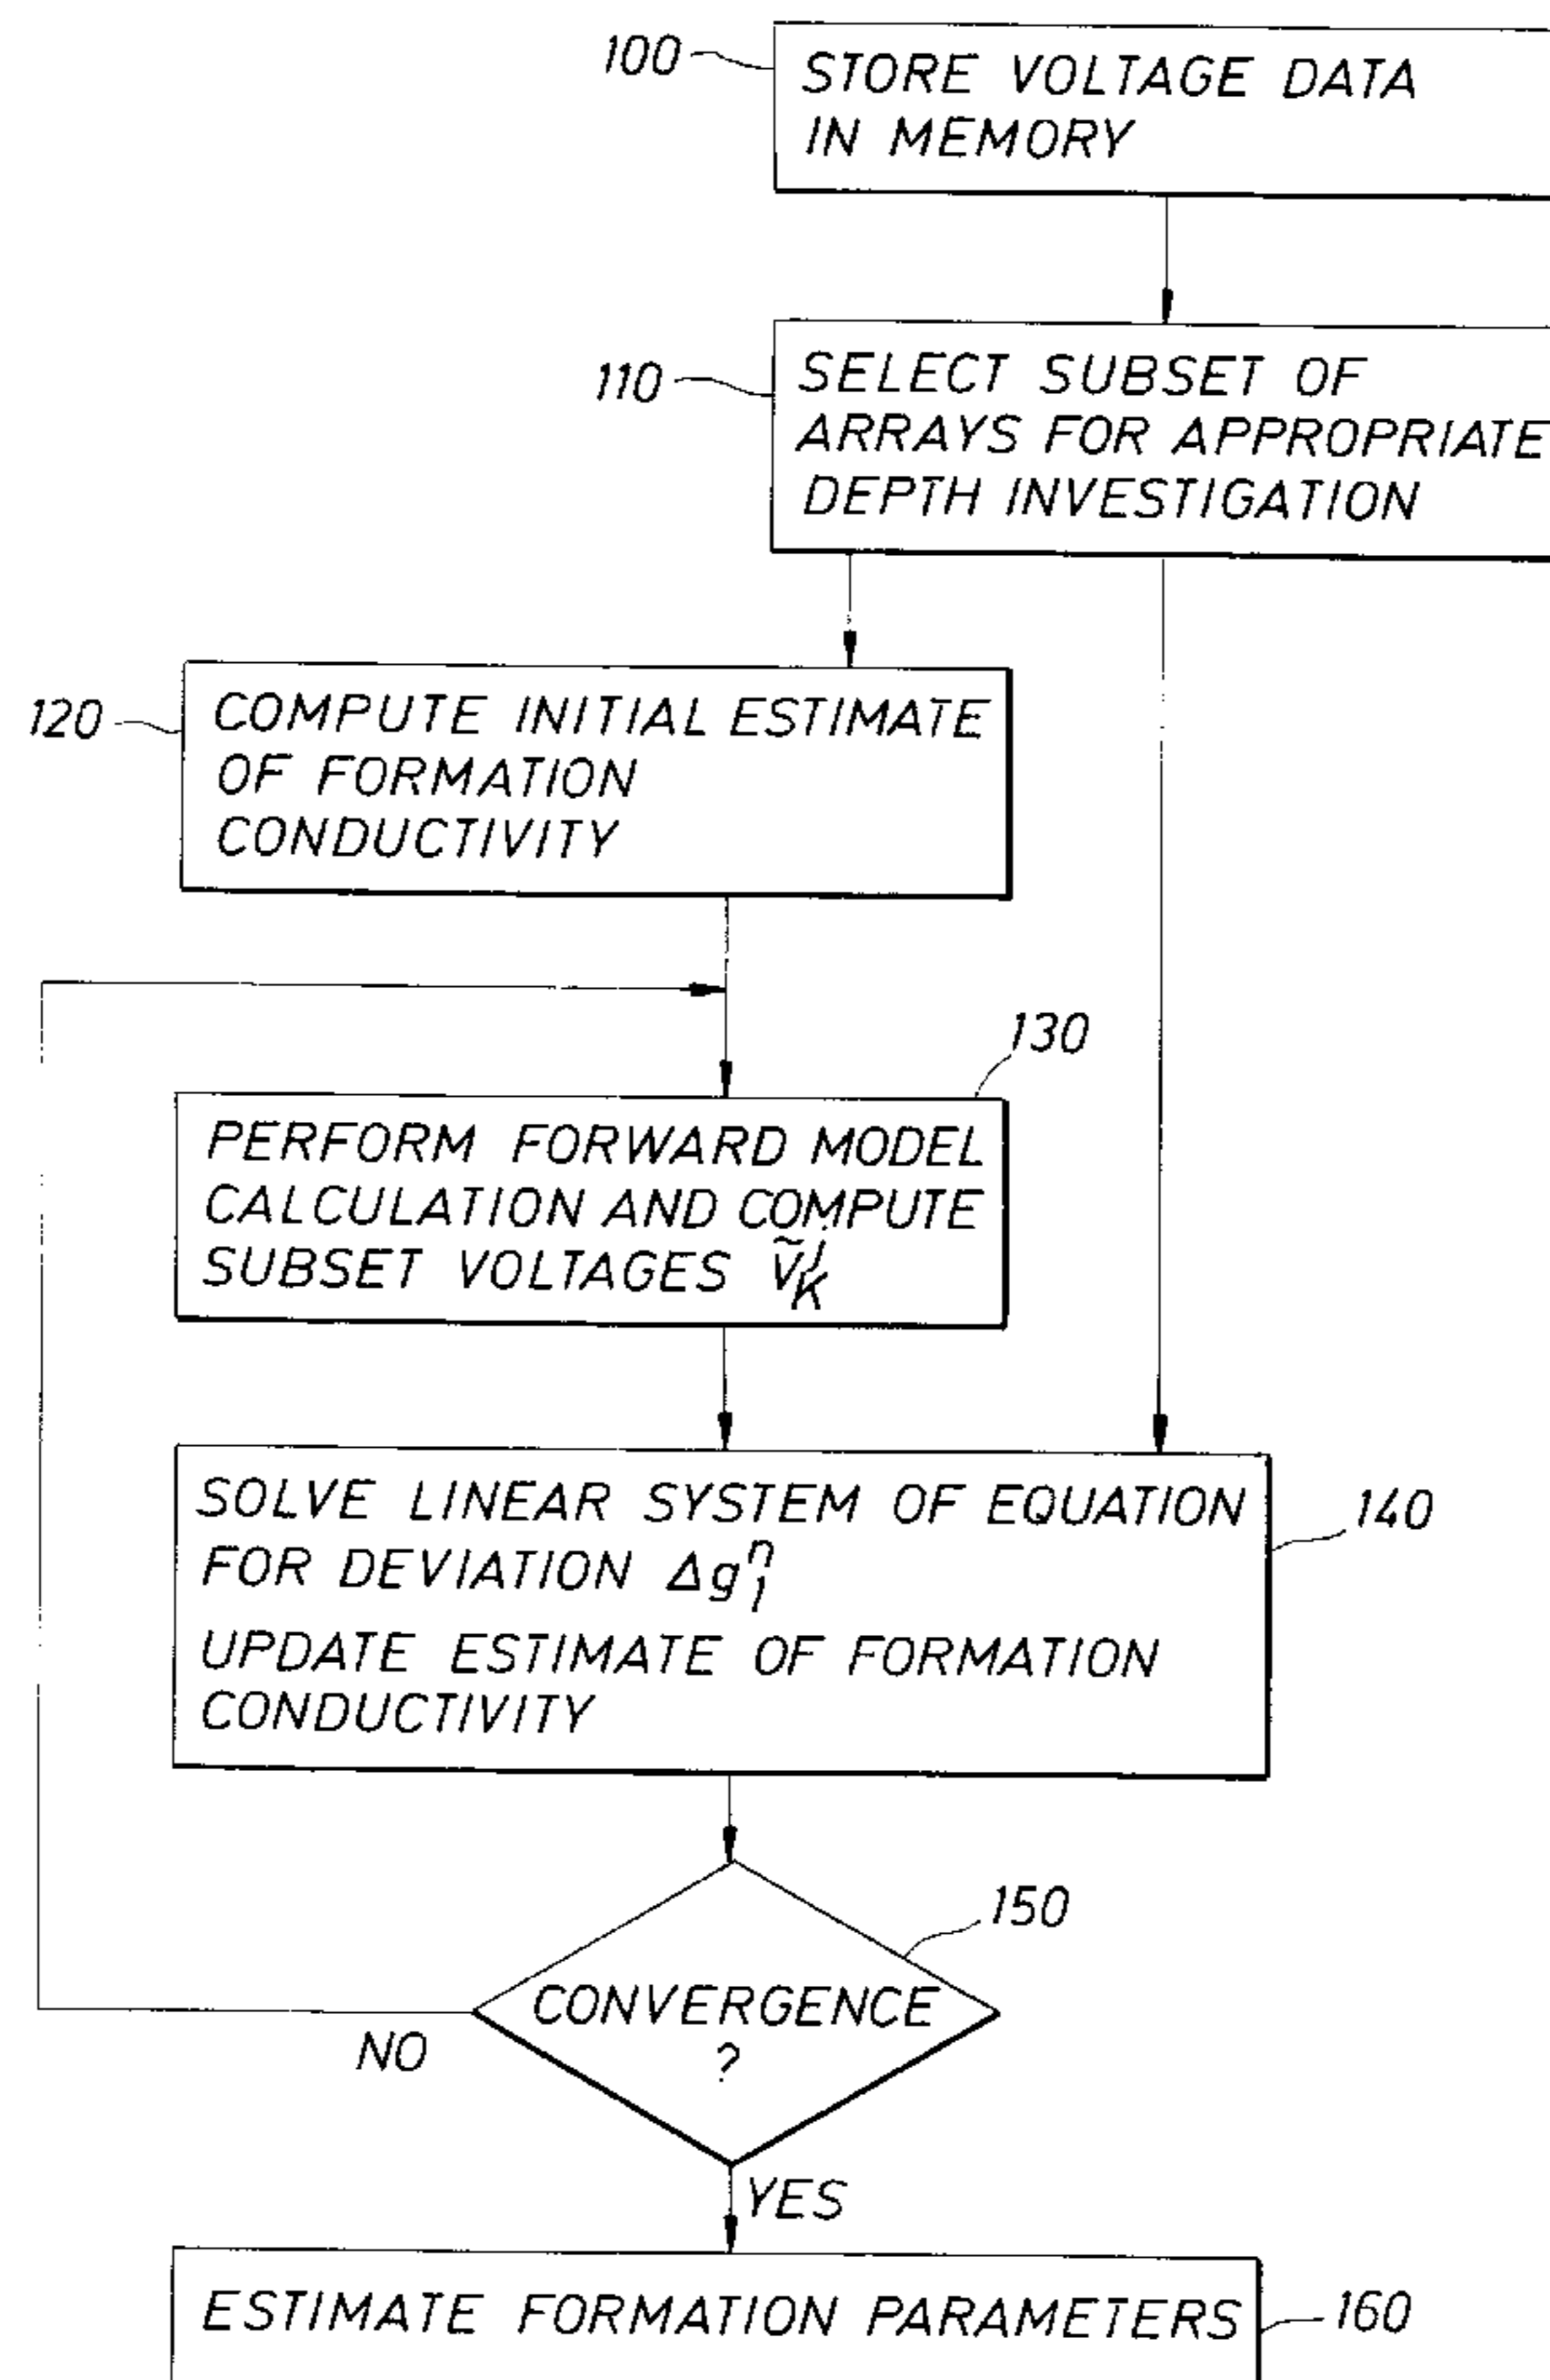 100
STORE VOLTAGE DATA
IN MEMORY
110
SELECT SUBSET OF
ARRAYS FOR APPROPRIATE
DEPTH INVESTIGATION
120
COMPUTE INITIAL ESTIMATE
OF FORMATION
CONDUCTIVITY
130
PERFORM FORWARD MODEL
CALCULATION AND COMPUTE
SUBSET VOLTAGES Ṽ_K^j
140
SOLVE LINEAR SYSTEM OF EQUATION
FOR DEVIATION Δg_1^n
UPDATE ESTIMATE OF FORMATION
CONDUCTIVITY
150
CONVERGENCE
?
NO
YES
ESTIMATE FORMATION PARAMETERS
160